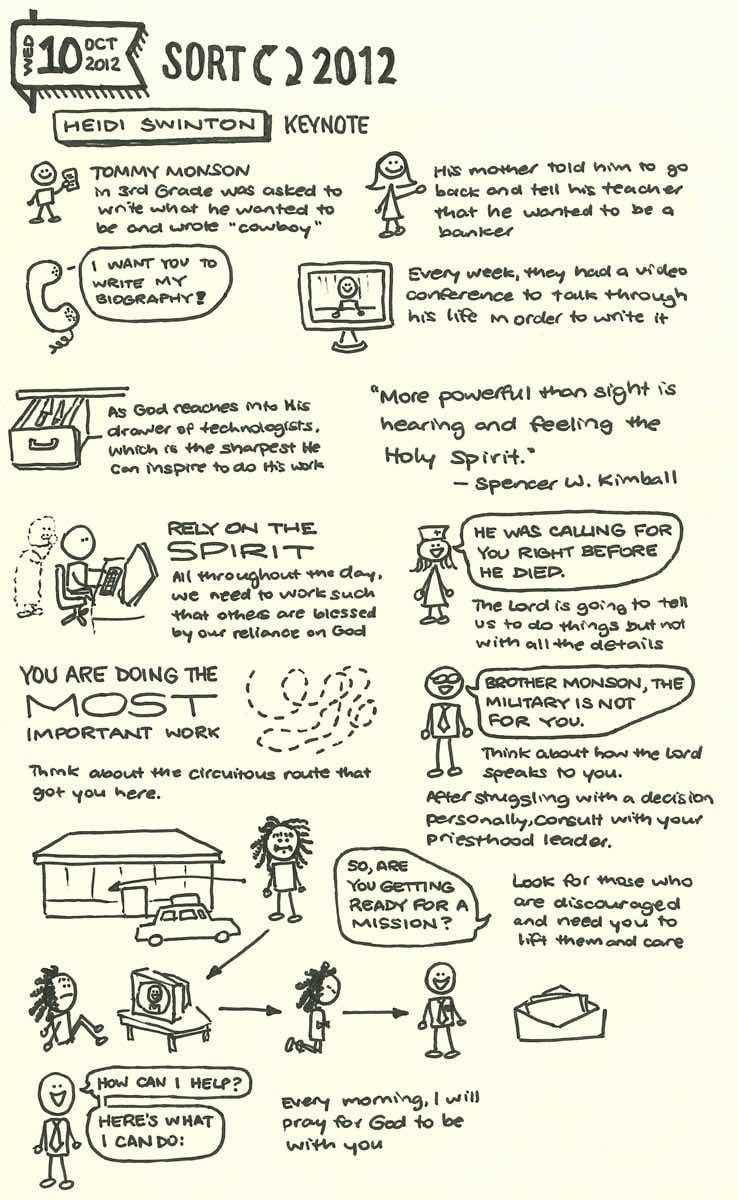 WED 10 OCT 2012
SORT( ) 2012
HEIDI SWINTON KEYNOTE
TOMMY MONSON
in 3rd Grade was asked to
write what he wanted to
be and wrote "cowboy"
His mother told him to go
back and tell his teacher
that he wanted to be a
banker
I WANT YOU TO
WRITE MY
BIOGRAPHY!
Every week, they had a video
conference to talk through
his life in order to write it
As God reaches into His
drawer of technologists,
which is the sharpest He
can inspire to do His work
"More powerful than sight is
hearing and feeling the
Holy Spirit."
— Spencer W. Kimball
RELY ON THE
SPIRIT
All throughout the day,
we need to work such
that others are blessed
by our reliance on God
HE WAS CALLING FOR
YOU RIGHT BEFORE
HE DIED.
The Lord is going to tell
us to do things but not
with all the details
YOU ARE DOING THE
MOST
IMPORTANT WORK
Think about the circuitous route that
got you here.
BROTHER MONSON, THE
MILITARY IS NOT
FOR YOU.
Think about how the Lord
speaks to you.
After struggling with a decision
personally, consult with your
priesthood leader.
SO, ARE
YOU GETTING
READY FOR A
MISSION?
Look for those who
are discouraged
and need you to
lift them and care
HOW CAN I HELP?
HERE'S WHAT
I CAN DO:
Every morning, I will
pray for God to be
with you